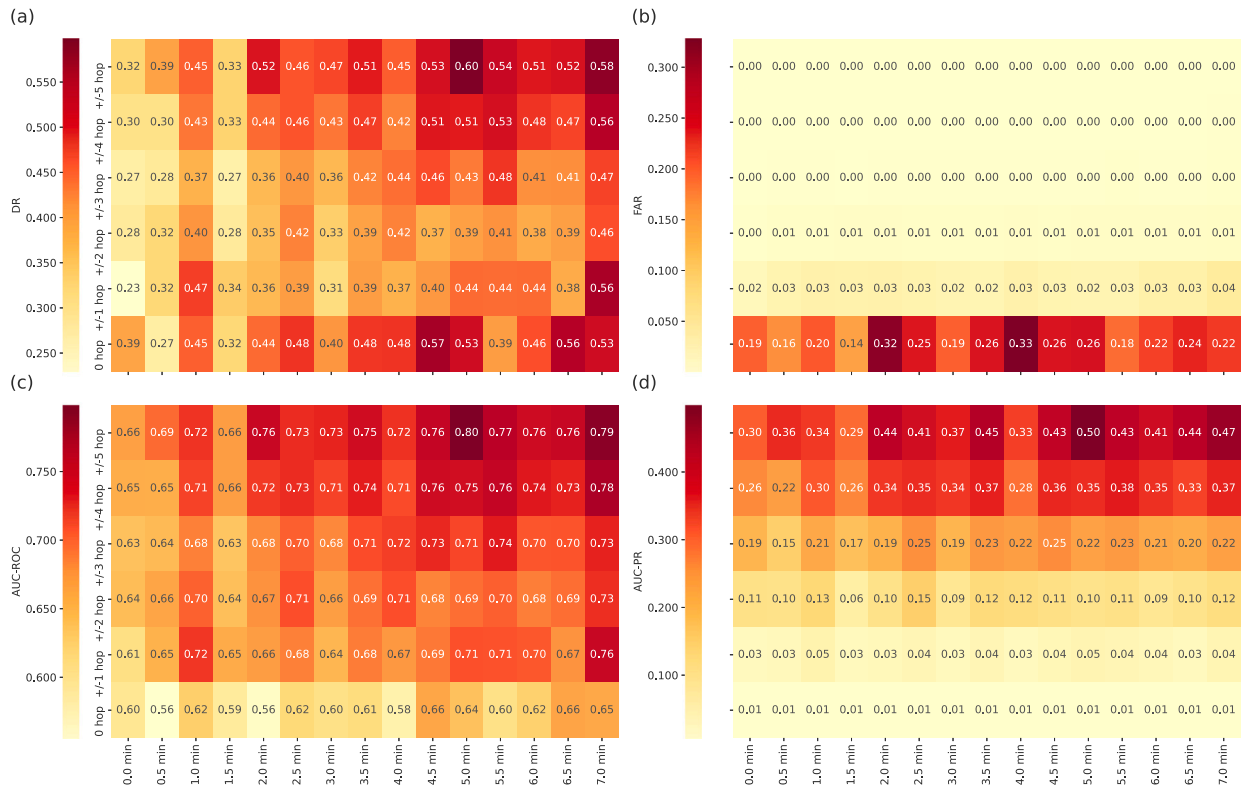 (a)
(b)
DR
0.550
0.500
0.450
0.400
0.350
0.300
0.250
+/-5 hop
+/-4 hop
+/-3 hop
+/-2 hop
+/-1 hop
0 hop
0.32 0.39 0.45 0.33 0.52 0.46 0.47 0.51 0.45 0.53 0.60 0.54 0.51 0.52 0.58
0.30 0.30 0.43 0.33 0.44 0.46 0.43 0.47 0.42 0.51 0.51 0.53 0.48 0.47 0.56
0.27 0.28 0.37 0.27 0.36 0.40 0.36 0.42 0.44 0.46 0.43 0.48 0.41 0.41 0.47
0.28 0.32 0.40 0.28 0.35 0.42 0.33 0.39 0.42 0.37 0.39 0.41 0.38 0.39 0.46
0.23 0.32 0.47 0.34 0.36 0.39 0.31 0.39 0.37 0.40 0.44 0.44 0.44 0.38 0.56
0.39 0.27 0.45 0.32 0.44 0.48 0.40 0.48 0.48 0.57 0.53 0.39 0.46 0.56 0.53
FAR
0.300
0.250
0.200
0.150
0.100
0.050
0.00 0.00 0.00 0.00 0.00 0.00 0.00 0.00 0.00 0.00 0.00 0.00 0.00 0.00 0.00
0.00 0.00 0.00 0.00 0.00 0.00 0.00 0.00 0.00 0.00 0.00 0.00 0.00 0.00 0.00
0.00 0.00 0.00 0.00 0.00 0.00 0.00 0.00 0.00 0.00 0.00 0.00 0.00 0.00 0.00
0.00 0.01 0.01 0.00 0.01 0.01 0.01 0.01 0.01 0.01 0.01 0.01 0.01 0.01 0.01
0.02 0.03 0.03 0.02 0.03 0.03 0.02 0.03 0.03 0.03 0.03 0.03 0.03 0.03 0.04
0.19 0.16 0.20 0.14 0.32 0.25 0.19 0.26 0.33 0.26 0.26 0.18 0.22 0.24 0.22
(c)
(d)
AUC-ROC
0.750
0.700
0.650
0.600
+/-5 hop
+/-4 hop
+/-3 hop
+/-2 hop
+/-1 hop
0 hop
0.66 0.69 0.72 0.66 0.76 0.73 0.73 0.75 0.72 0.76 0.80 0.77 0.76 0.76 0.79
0.65 0.65 0.71 0.66 0.72 0.73 0.71 0.74 0.71 0.76 0.75 0.76 0.74 0.73 0.78
0.63 0.64 0.68 0.63 0.68 0.70 0.68 0.71 0.72 0.73 0.71 0.74 0.70 0.70 0.73
0.64 0.66 0.70 0.64 0.67 0.71 0.66 0.69 0.71 0.68 0.69 0.70 0.68 0.69 0.73
0.61 0.65 0.72 0.65 0.66 0.68 0.64 0.68 0.67 0.69 0.71 0.71 0.70 0.67 0.76
0.60 0.56 0.62 0.59 0.56 0.62 0.60 0.61 0.58 0.66 0.64 0.60 0.62 0.66 0.65
0.0 min 0.5 min 1.0 min 1.5 min 2.0 min 2.5 min 3.0 min 3.5 min 4.0 min 4.5 min 5.0 min 5.5 min 6.0 min 6.5 min 7.0 min
AUC-PR
0.400
0.300
0.200
0.100
0.30 0.36 0.34 0.29 0.44 0.41 0.37 0.45 0.33 0.43 0.50 0.43 0.41 0.44 0.47
0.26 0.22 0.30 0.26 0.34 0.35 0.34 0.37 0.28 0.36 0.35 0.38 0.35 0.33 0.37
0.19 0.15 0.21 0.17 0.19 0.25 0.19 0.23 0.22 0.25 0.22 0.23 0.21 0.20 0.22
0.11 0.10 0.13 0.06 0.10 0.15 0.09 0.12 0.12 0.10 0.11 0.11 0.09 0.10 0.12
0.03 0.03 0.05 0.03 0.03 0.04 0.03 0.04 0.03 0.04 0.05 0.04 0.04 0.03 0.05
0.01 0.01 0.01 0.01 0.01 0.01 0.01 0.01 0.01 0.01 0.01 0.01 0.01 0.01 0.01
0.0 min 0.5 min 1.0 min 1.5 min 2.0 min 2.5 min 3.0 min 3.5 min 4.0 min 4.5 min 5.0 min 5.5 min 6.0 min 6.5 min 7.0 min